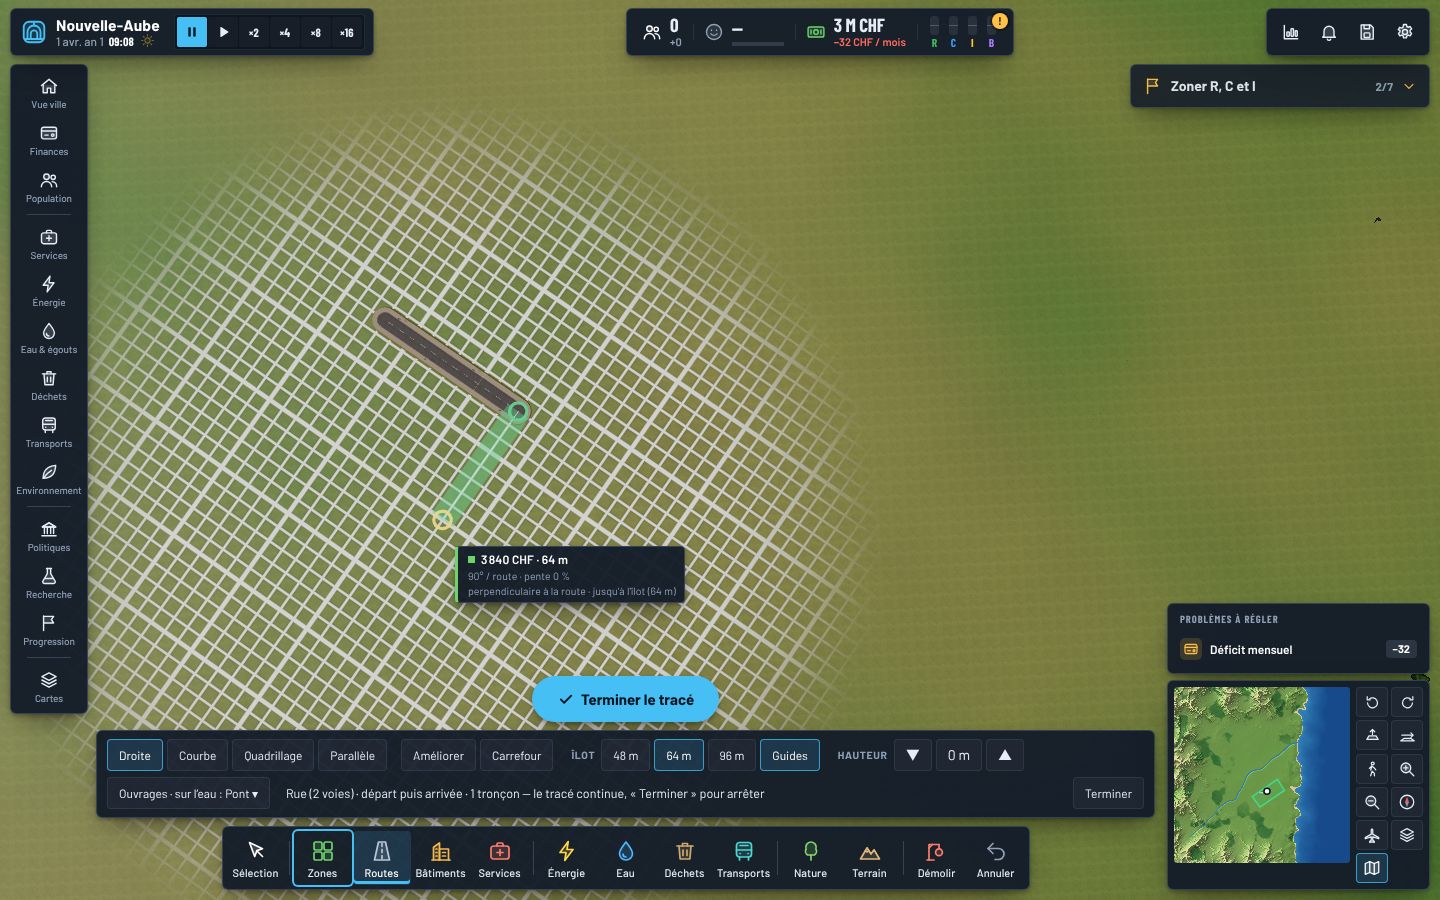 Nouvelle-Aube
1 avr. an 1 09:08
×2
×4
×8
×16
0
+0
–
3 M CHF
−32 CHF / mois
R C I B
!
Zoner R, C et I
2/7
Vue ville
Finances
Population
Services
Énergie
Eau & égouts
Déchets
Transports
Environnement
Politiques
Recherche
Progression
Cartes
3 840 CHF · 64 m
90° / route · pente 0 %
perpendiculaire à la route · jusqu'à l'îlot (64 m)
Terminer le tracé
PROBLÈMES À RÉGLER
Déficit mensuel
−32
Droite
Courbe
Quadrillage
Parallèle
Améliorer
Carrefour
ÎLOT
48 m
64 m
96 m
Guides
HAUTEUR
▼
0 m
▲
Ouvrages · sur l'eau : Pont ▾
Rue (2 voies) · départ puis arrivée · 1 tronçon — le tracé continue, « Terminer » pour arrêter
Terminer
Sélection
Zones
Routes
Bâtiments
Services
Énergie
Eau
Déchets
Transports
Nature
Terrain
Démolir
Annuler